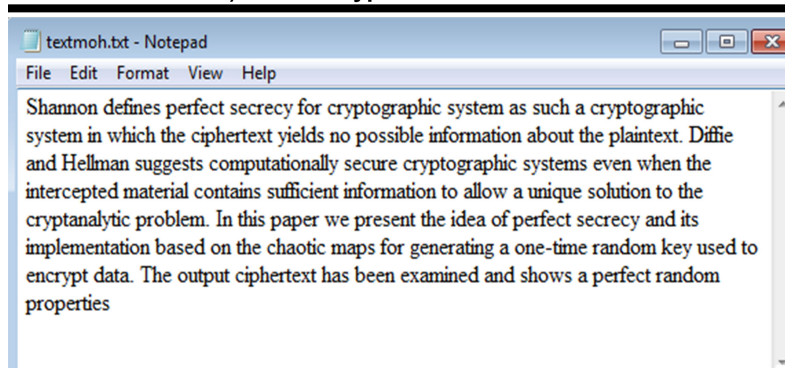 textmoh.txt - Notepad
File Edit Format View Help
Shannon defines perfect secrecy for cryptographic system as such a cryptographic
system in which the ciphertext yields no possible information about the plaintext. Diffie
and Hellman suggests computationally secure cryptographic systems even when the
intercepted material contains sufficient information to allow a unique solution to the
cryptanalytic problem. In this paper we present the idea of perfect secrecy and its
implementation based on the chaotic maps for generating a one-time random key used to
encrypt data. The output ciphertext has been examined and shows a perfect random
properties